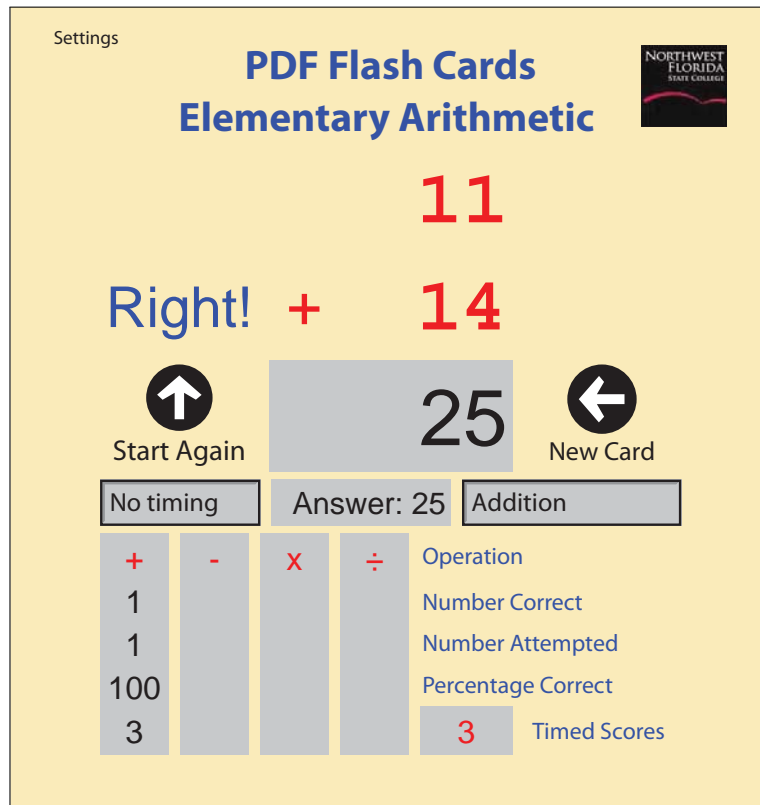 Settings
PDF Flash Cards
Elementary Arithmetic
NORTHWEST
FLORIDA
STATE COLLEGE
11
Right! + 14
25
Start Again
New Card
No timing
Answer: 25
Addition
+ - x ÷ Operation
1 Number Correct
1 Number Attempted
100 Percentage Correct
3 3 Timed Scores